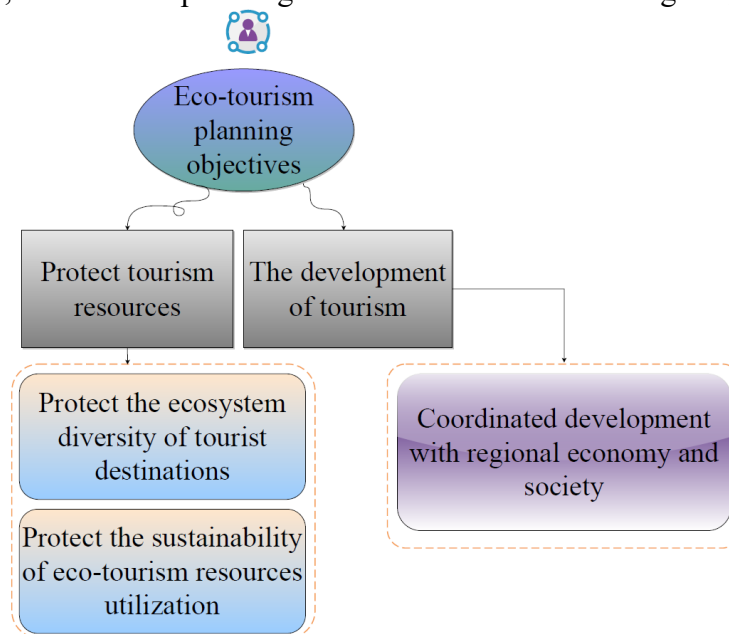 Eco-tourism
planning
objectives
Protect tourism
resources
The development
of tourism
Protect the ecosystem
diversity of tourist
destinations
Protect the sustainability
of eco-tourism resources
utilization
Coordinated development
with regional economy and
society